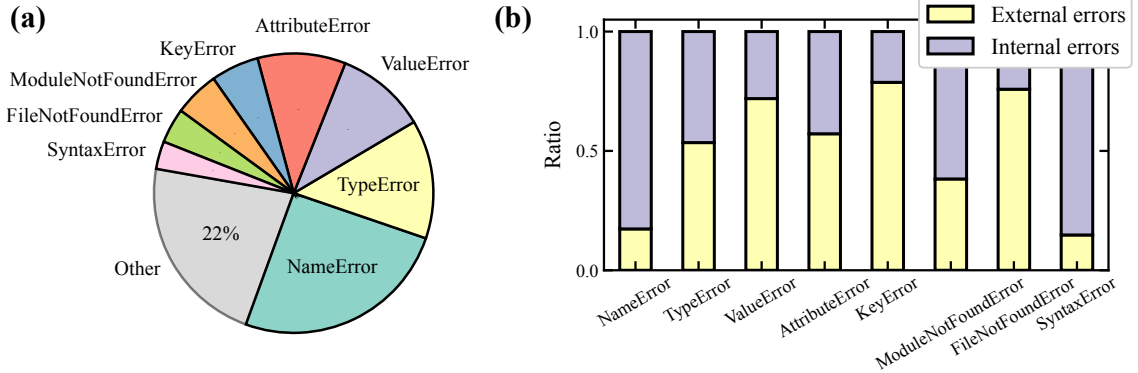 (a)
AttributeError
KeyError
ValueError
ModuleNotFoundError
FileNotFoundError
SyntaxError
TypeError
22%
Other
NameError
(b)
External errors
Internal errors
1.0
0.5
0.0
Ratio
NameError
TypeError
ValueError
AttributeError
KeyError
ModuleNotFoundError
FileNotFoundError
SyntaxError